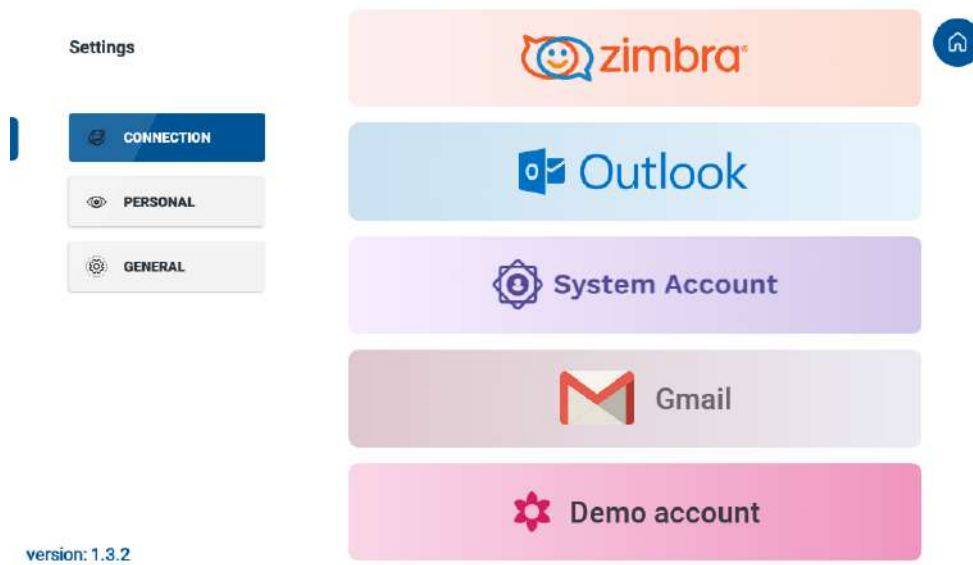 Settings
CONNECTION
PERSONAL
GENERAL
version: 1.3.2
zimbra®
Outlook
System Account
Gmail
Demo account